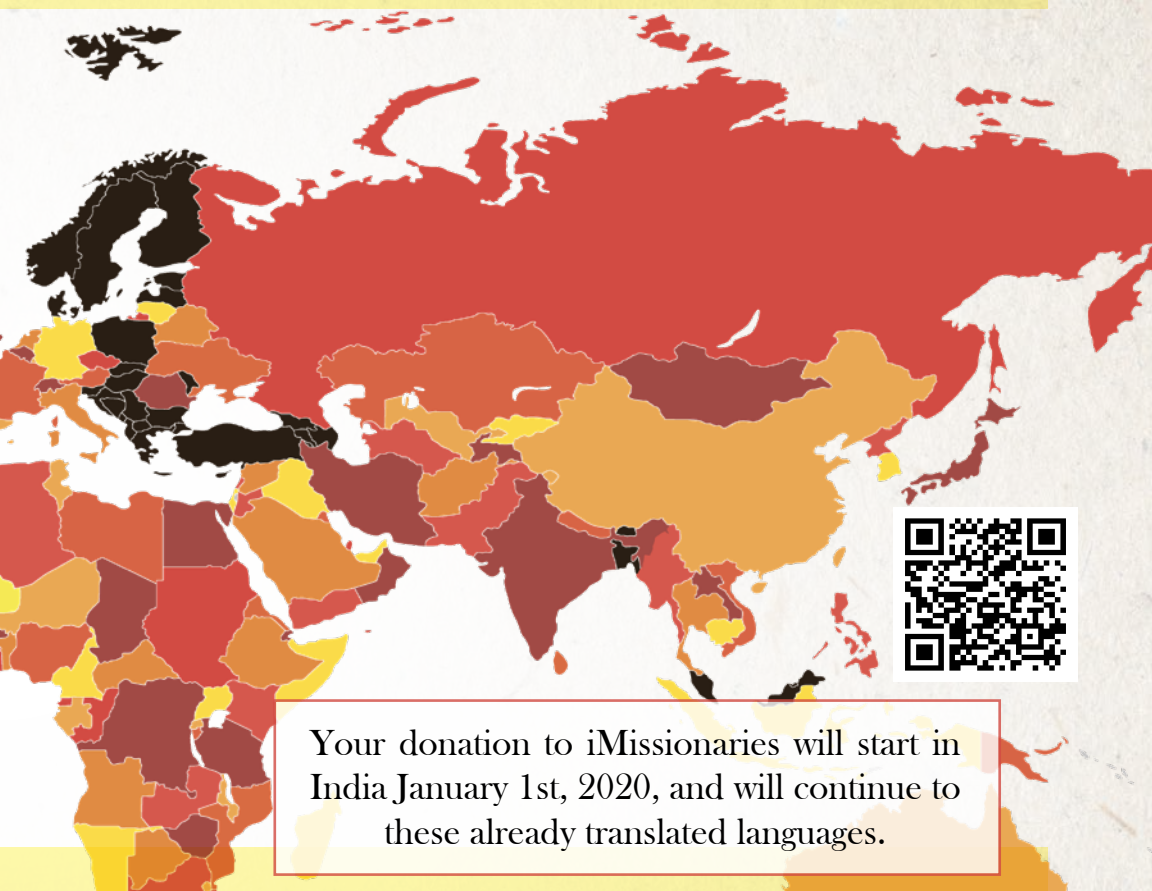 Your donation to iMissionaries will start in
India January 1st, 2020, and will continue to
these already translated languages.